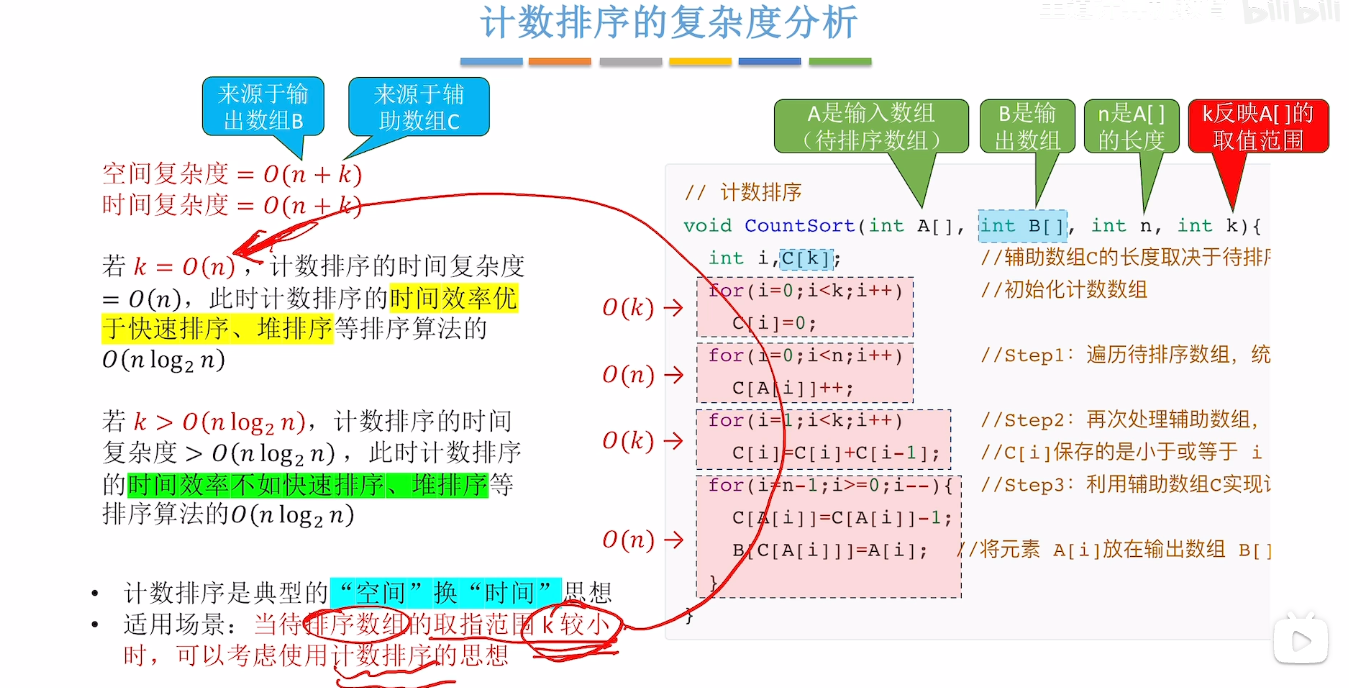 计数排序的复杂度分析
bilibili
来源于输
出数组B
来源于辅
助数组C
空间复杂度 = O(n + k)
时间复杂度 = O(n + k)
若 k = O(n)，计数排序的时间复杂度
= O(n)，此时计数排序的时间效率优
于快速排序、堆排序等排序算法的
O(n log₂ n)
若 k > O(n log₂ n)，计数排序的时间
复杂度 > O(n log₂ n)，此时计数排序
的时间效率不如快速排序、堆排序等
排序算法的O(n log₂ n)
• 计数排序是典型的“空间”换“时间”思想
• 适用场景：当待排序数组的取指范围 k 较小
时，可以考虑使用计数排序的思想
A是输入数组
（待排序数组）
B是输
出数组
n是A[]
的长度
k反映A[]的
取值范围
// 计数排序
void CountSort(int A[], int B[], int n, int k){
int i,C[k]; //辅助数组C的长度取决于待排序
O(k) → for(i=0;i<k;i++) //初始化计数数组
C[i]=0;
O(n) → for(i=0;i<n;i++) //Step1：遍历待排序数组，统
C[A[i]]++;
O(k) → for(i=1;i<k;i++) //Step2：再次处理辅助数组，
C[i]=C[i]+C[i-1]; //C[i]保存的是小于或等于 i
for(i=n-1;i>=0;i--){ //Step3：利用辅助数组C实现计
C[A[i]]=C[A[i]]-1;
O(n) → B[C[A[i]]]=A[i]; //将元素 A[i]放在输出数组 B[]
}
}